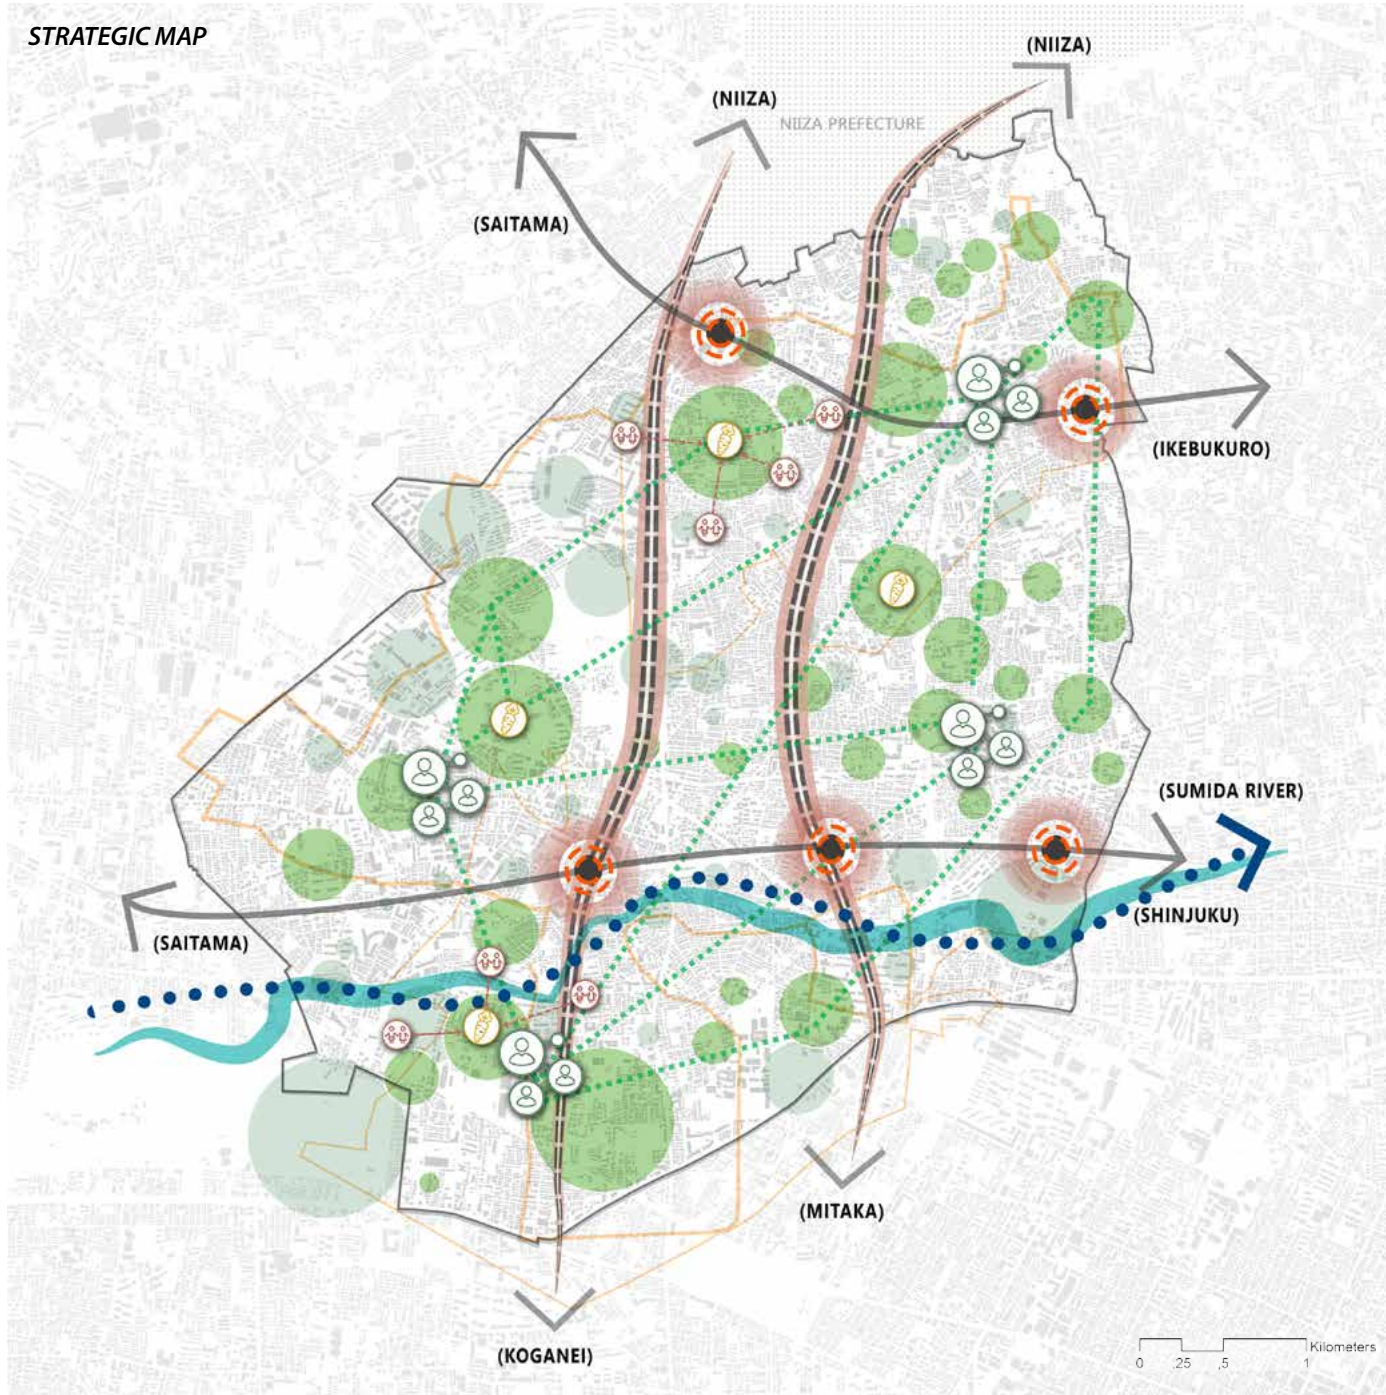 STRATEGIC MAP
(NIIZA)
(NIIZA)
NIIZA PREFECTURE
(SAITAMA)
(IKEBUKURO)
(SUMIDA RIVER)
(SHINJUKU)
(SAITAMA)
(MITAKA)
(KOGANEI)
Kilometers
0 .25 .5 1